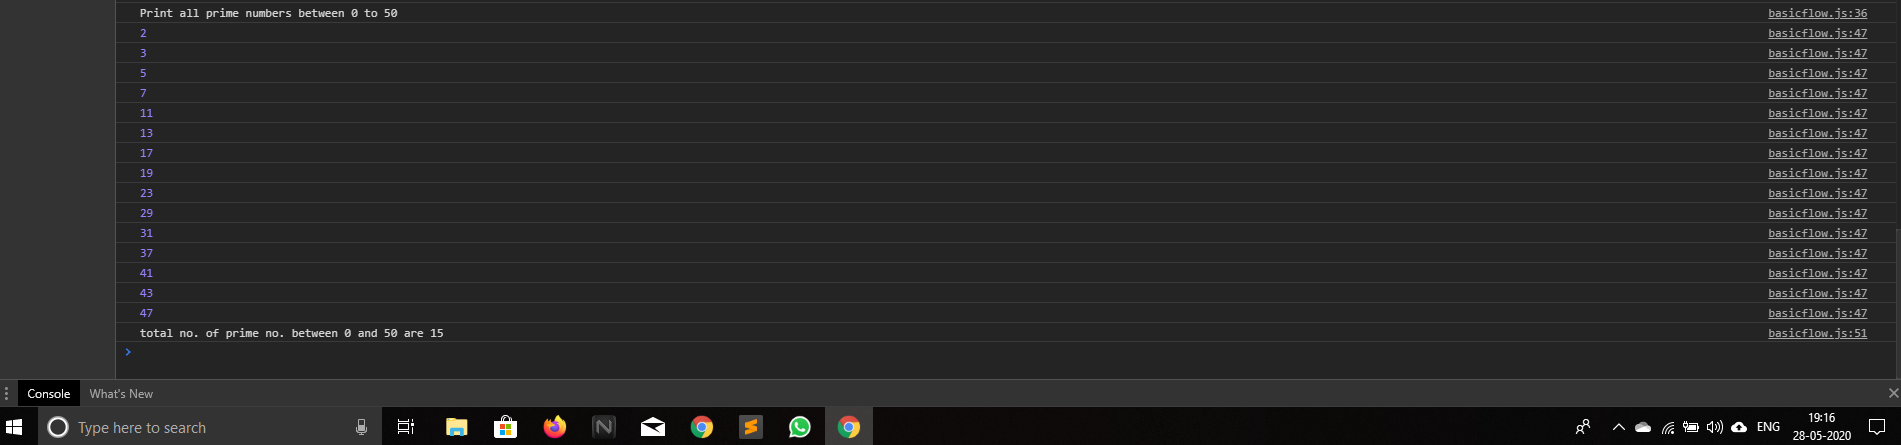 Print all prime numbers between 0 to 50 basicflow.js:36
2 basicflow.js:47
3 basicflow.js:47
5 basicflow.js:47
7 basicflow.js:47
11 basicflow.js:47
13 basicflow.js:47
17 basicflow.js:47
19 basicflow.js:47
23 basicflow.js:47
29 basicflow.js:47
31 basicflow.js:47
37 basicflow.js:47
41 basicflow.js:47
43 basicflow.js:47
47 basicflow.js:47
total no. of prime no. between 0 and 50 are 15 basicflow.js:51
Console What's New
Type here to search ENG 19:16
28-05-2020